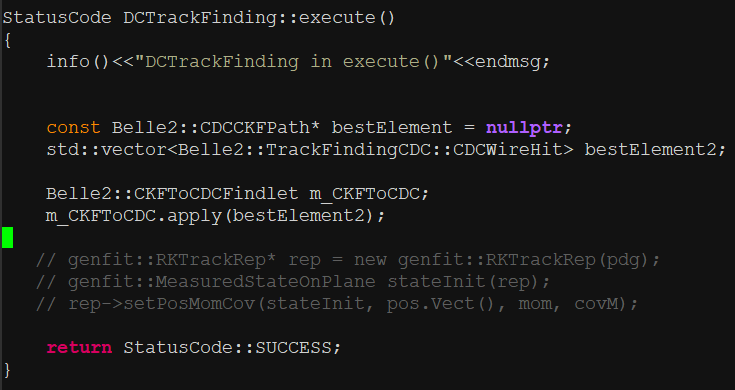 StatusCode DCTrackFinding::execute()
{
    info()<<"DCTrackFinding in execute()"<<endmsg;
    const Belle2::CDCCKFPath* bestElement = nullptr;
    std::vector<Belle2::TrackFindingCDC::CDCWireHit> bestElement2;
    Belle2::CKFToCDCFindlet m_CKFToCDC;
    m_CKFToCDC.apply(bestElement2);
   // genfit::RKTrackRep* rep = new genfit::RKTrackRep(pdg);
   // genfit::MeasuredStateOnPlane stateInit(rep);
   // rep->setPosMomCov(stateInit, pos.Vect(), mom, covM);
    return StatusCode::SUCCESS;
}